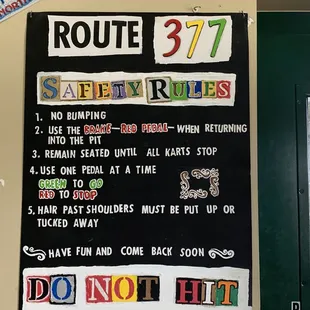 ROUTE 377
SAFETY RULES
1. NO BUMPING
2. USE THE BRAKE-RED PEDAL-WHEN RETURNING
INTO THE PIT
3. REMAIN SEATED UNTIL ALL KARTS STOP
4. USE ONE PEDAL AT A TIME
GREEN TO GO
RED TO STOP
5. HAIR PAST SHOULDERS MUST BE PUT UP OR
TUCKED AWAY
HAVE FUN AND COME BACK SOON
DO NOT HIT